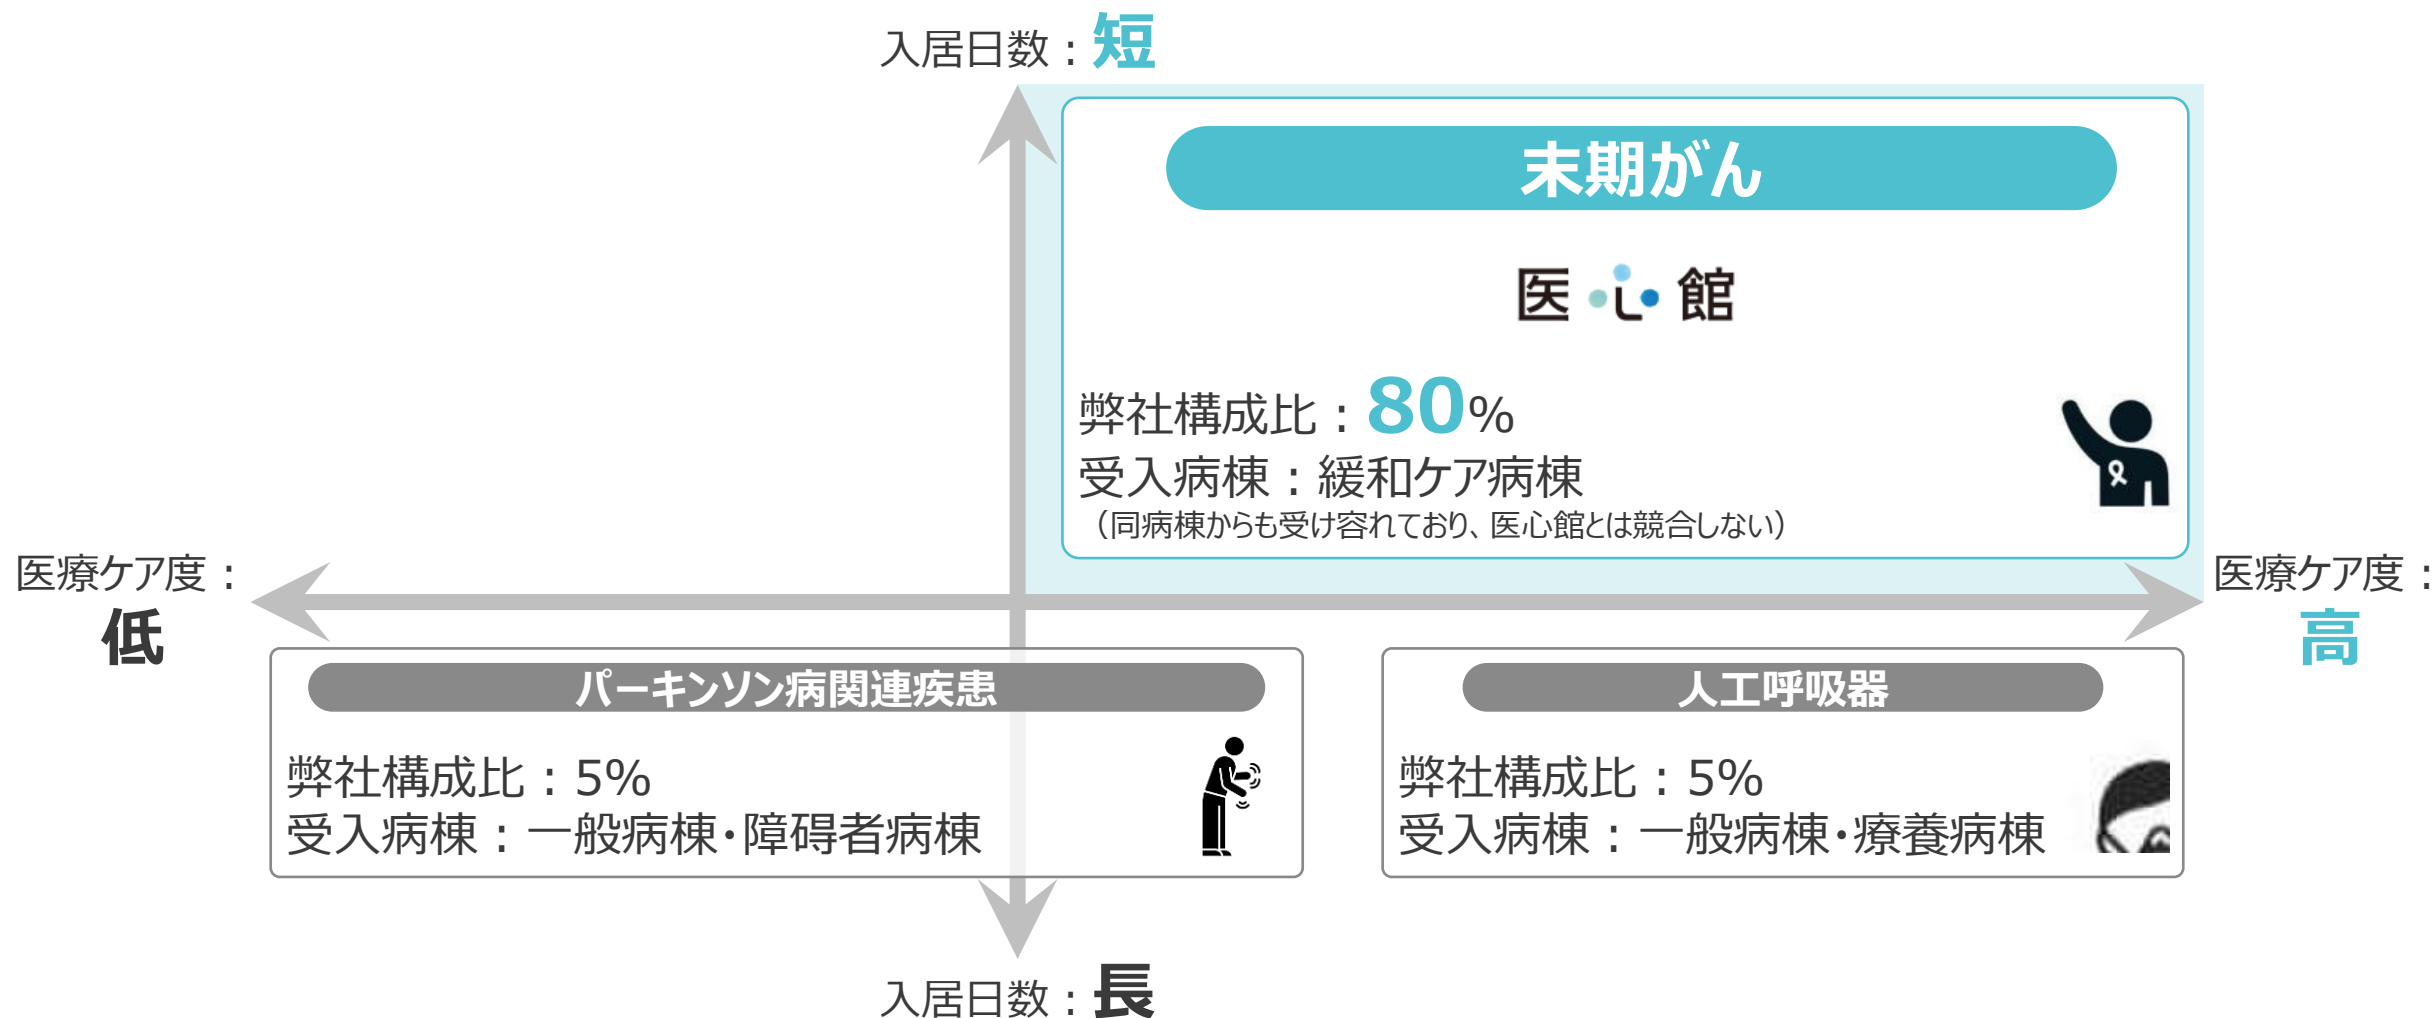 入居日数：短
末期がん
医心館
弊社構成比：80%
受入病棟：緩和ケア病棟
（同病棟からも受け容れており、医心館とは競合しない）
医療ケア度：
低
医療ケア度：
高
パーキンソン病関連疾患
弊社構成比：5%
受入病棟：一般病棟・障碍者病棟
人工呼吸器
弊社構成比：5%
受入病棟：一般病棟・療養病棟
入居日数：長